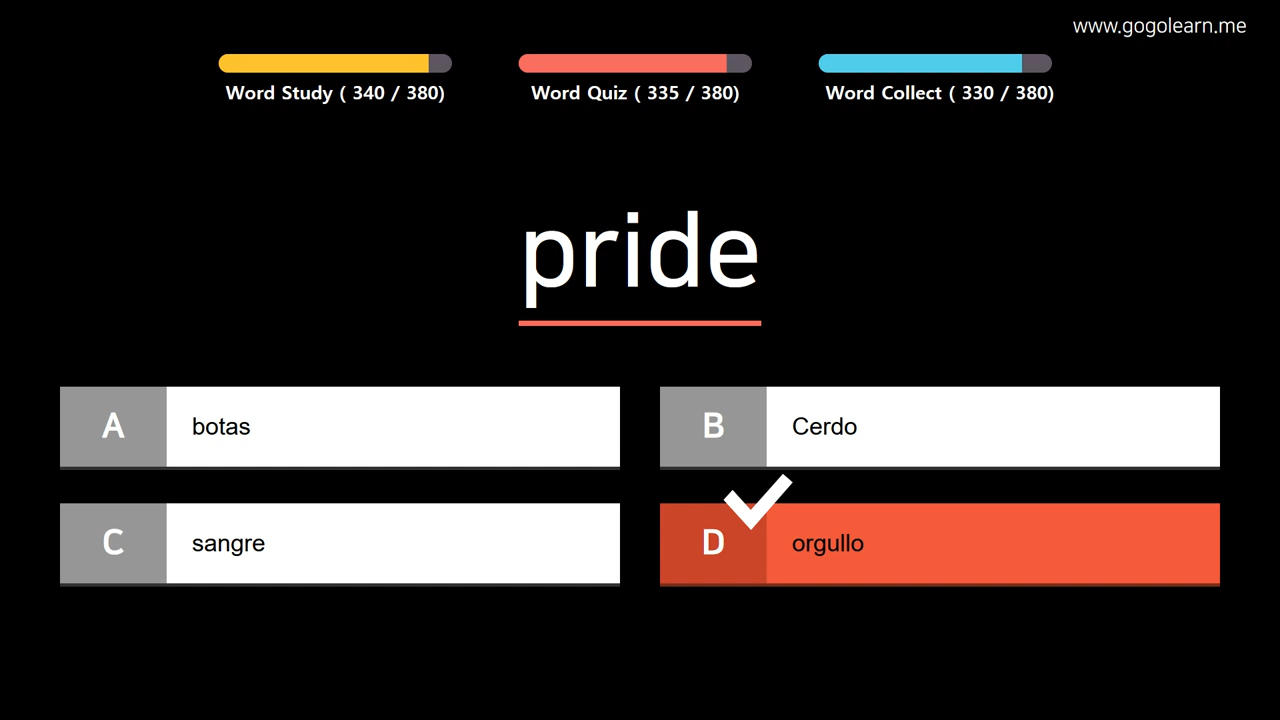 www.gogolearn.me
Word Study ( 340 / 380)
Word Quiz ( 335 / 380)
Word Collect ( 330 / 380)
pride
A
botas
B
Cerdo
C
sangre
D
orgullo